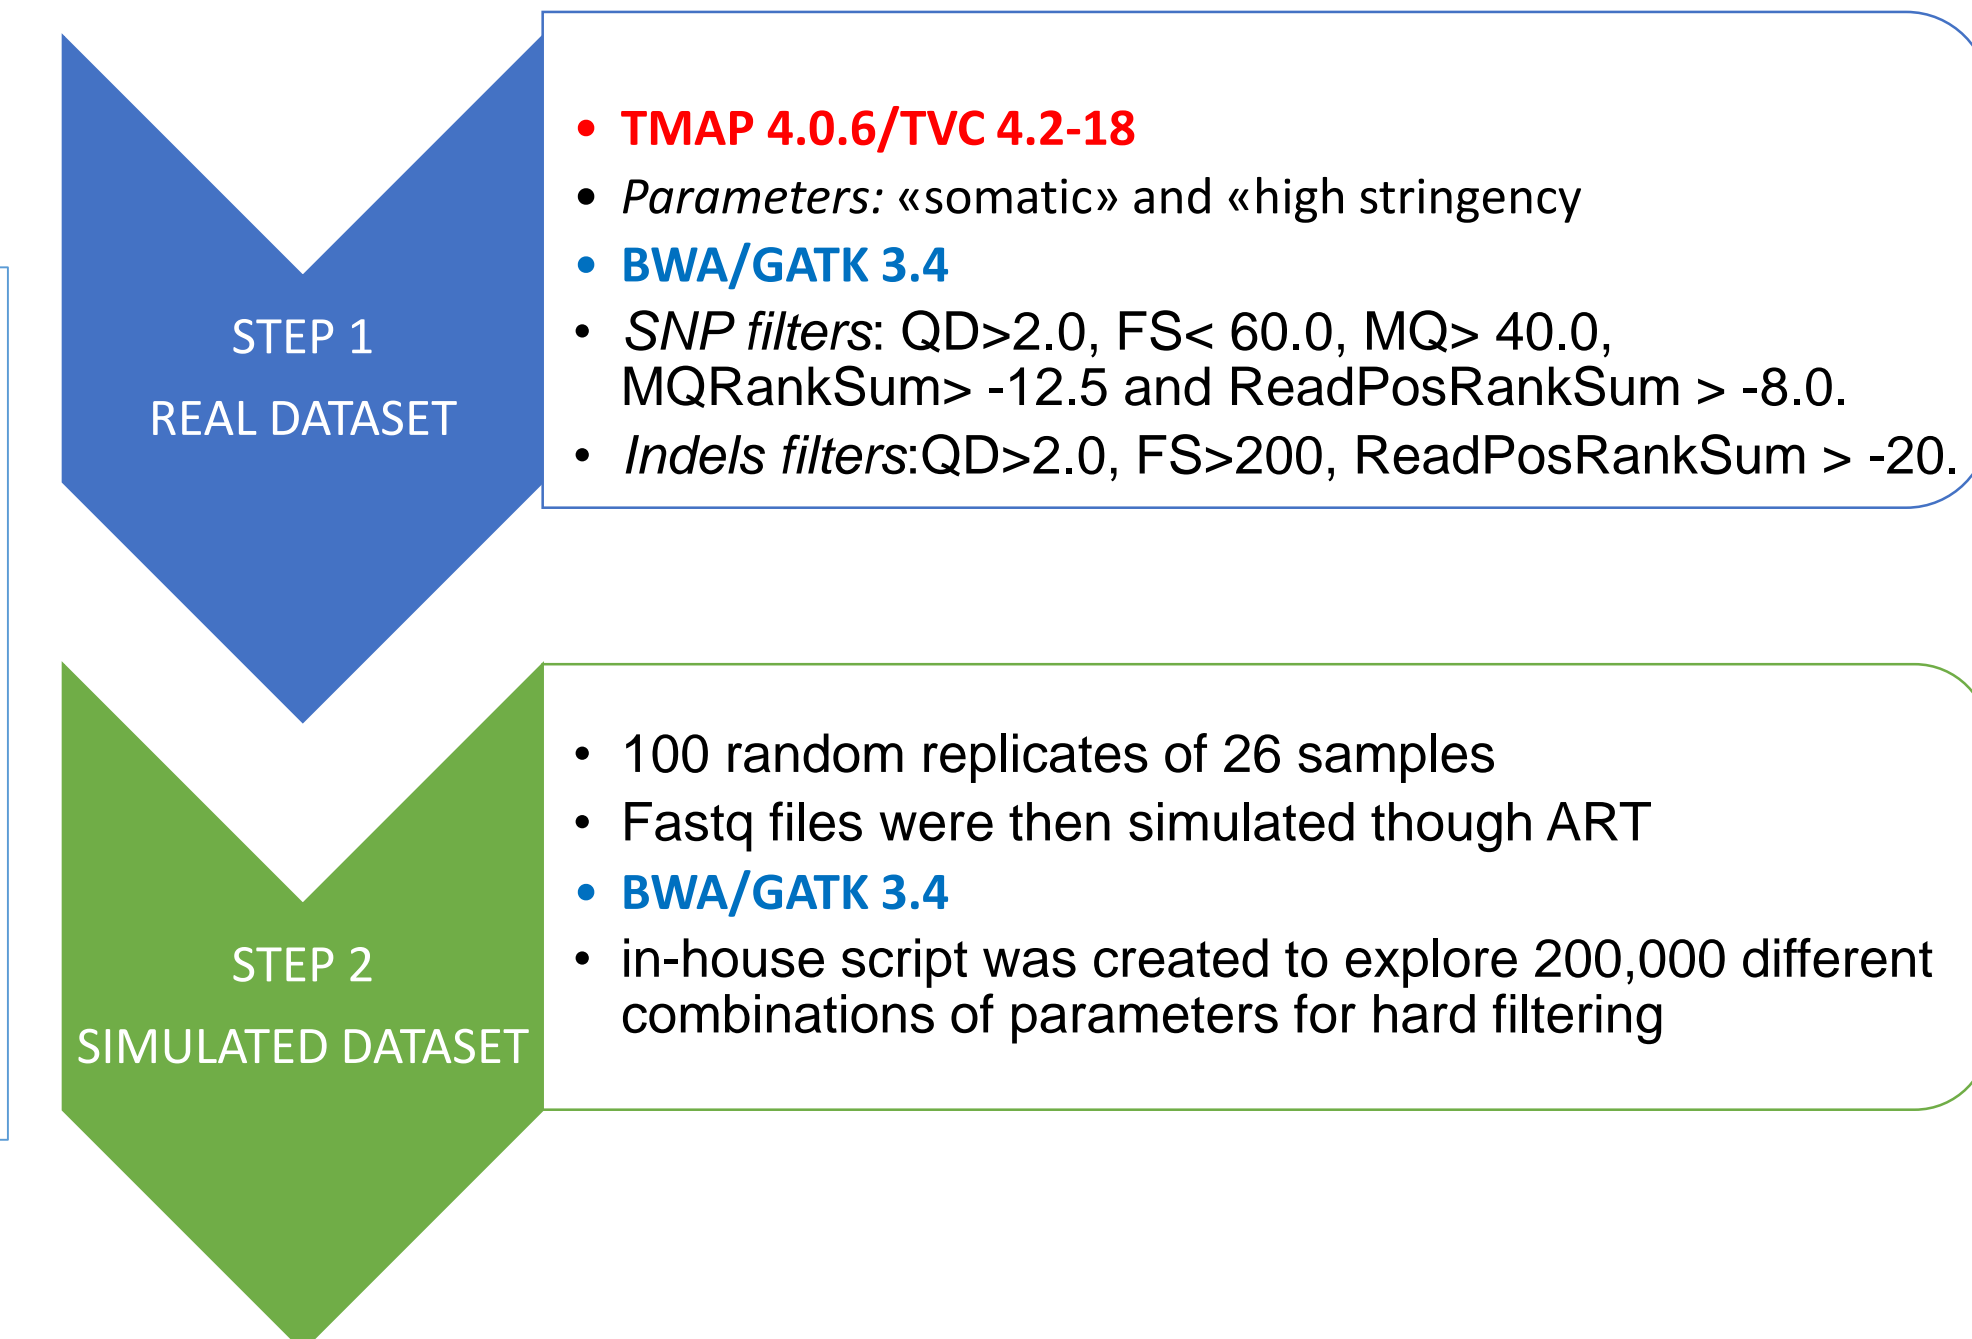 STEP 1
REAL DATASET
• TMAP 4.0.6/TVC 4.2-18
• Parameters: «somatic» and «high stringency
• BWA/GATK 3.4
• SNP filters: QD>2.0, FS< 60.0, MQ> 40.0,
MQRankSum> -12.5 and ReadPosRankSum > -8.0.
• Indels filters:QD>2.0, FS>200, ReadPosRankSum > -20.
STEP 2
SIMULATED DATASET
• 100 random replicates of 26 samples
• Fastq files were then simulated though ART
• BWA/GATK 3.4
• in-house script was created to explore 200,000 different
combinations of parameters for hard filtering